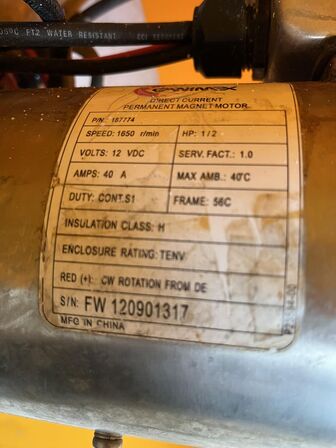 FT2 WATER RESISTANT
DIRECT CURRENT
PERMANENT MAGNET MOTOR
P/N: 187774
SPEED: 1650 r/min HP: 1/2
VOLTS: 12 VDC SERV. FACT.: 1.0
AMPS: 40 A MAX AMB.: 40°C
DUTY: CONT.S1 FRAME: 56C
INSULATION CLASS: H
ENCLOSURE RATING: TENV
RED (+): CW ROTATION FROM DE
S/N: FW 120901317
MFG IN CHINA